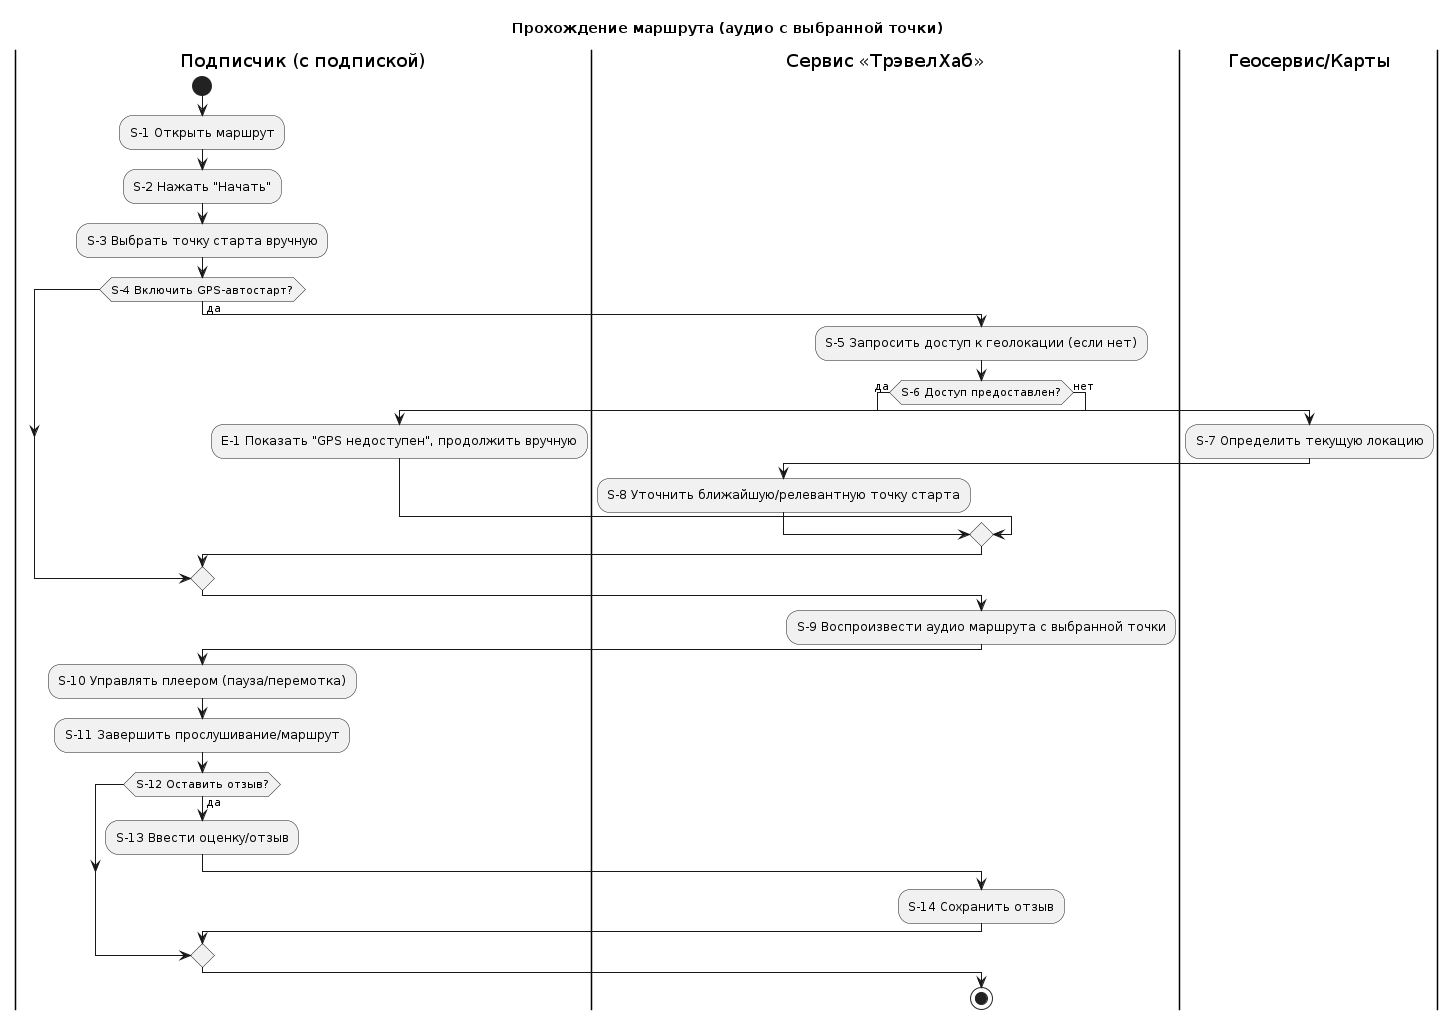 Прохождение маршрута (аудио с выбранной точки)
Подписчик (с подпиской)
Сервис «ТрэвелХаб»
Геосервис/Карты
S-1 Открыть маршрут
S-2 Нажать "Начать"
S-3 Выбрать точку старта вручную
S-4 Включить GPS-автостарт?
да
S-5 Запросить доступ к геолокации (если нет)
да
S-6 Доступ предоставлен?
нет
E-1 Показать "GPS недоступен", продолжить вручную
S-7 Определить текущую локацию
S-8 Уточнить ближайшую/релевантную точку старта
S-9 Воспроизвести аудио маршрута с выбранной точки
S-10 Управлять плеером (пауза/перемотка)
S-11 Завершить прослушивание/маршрут
S-12 Оставить отзыв?
да
S-13 Ввести оценку/отзыв
S-14 Сохранить отзыв